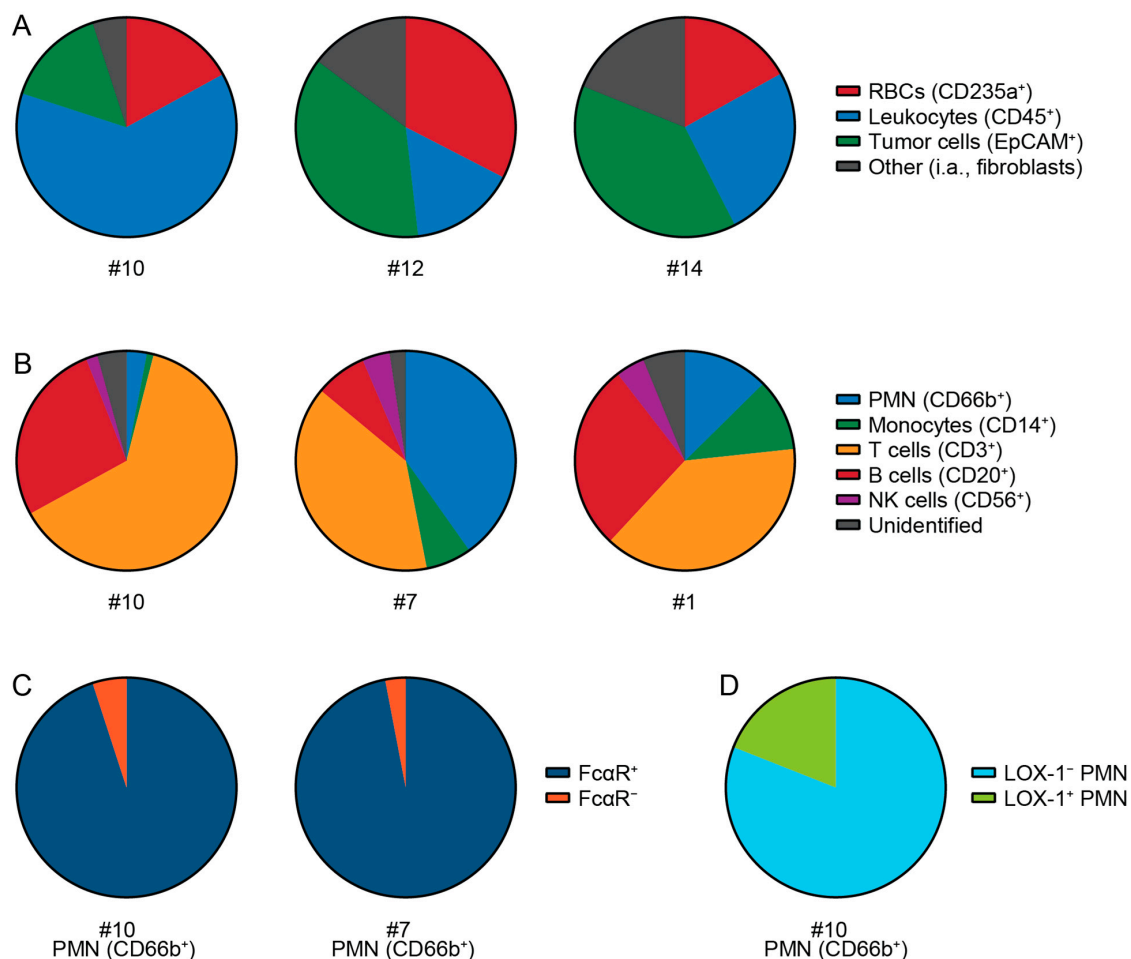 A
RBCs (CD235a⁺)
Leukocytes (CD45⁺)
Tumor cells (EpCAM⁺)
Other (i.a., fibroblasts)
#10
#12
#14
B
PMN (CD66b⁺)
Monocytes (CD14⁺)
T cells (CD3⁺)
B cells (CD20⁺)
NK cells (CD56⁺)
Unidentified
#10
#7
#1
C
FcαR⁺
FcαR⁻
#10
PMN (CD66b⁺)
#7
PMN (CD66b⁺)
D
LOX-1⁻ PMN
LOX-1⁺ PMN
#10
PMN (CD66b⁺)